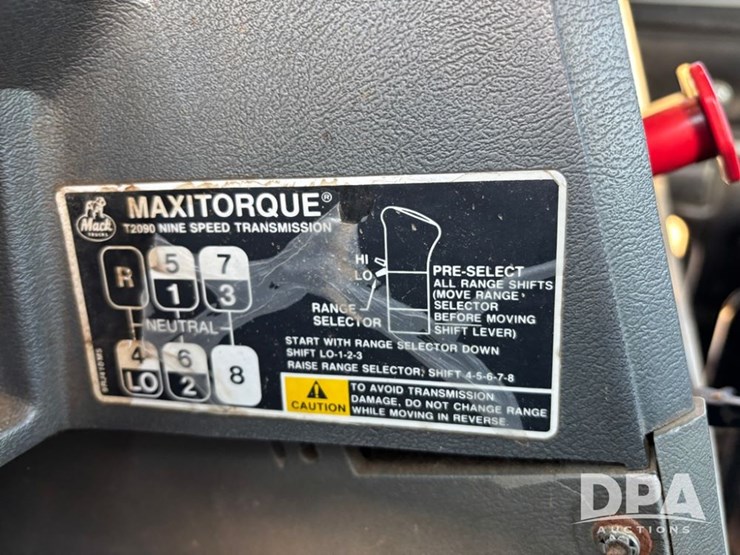 Mack
TRUCKS
MAXITORQUE®
T2090 NINE SPEED TRANSMISSION
R 5 7
1 3
NEUTRAL
4 6 8
LO 2
HI
LO
RANGE
SELECTOR
PRE-SELECT
ALL RANGE SHIFTS
(MOVE RANGE
SELECTOR
BEFORE MOVING
SHIFT LEVER)
START WITH RANGE SELECTOR DOWN
SHIFT LO-1-2-3
RAISE RANGE SELECTOR; SHIFT 4-5-6-7-8
CAUTION
TO AVOID TRANSMISSION
DAMAGE, DO NOT CHANGE RANGE
WHILE MOVING IN REVERSE.
DPA
AUCTIONS